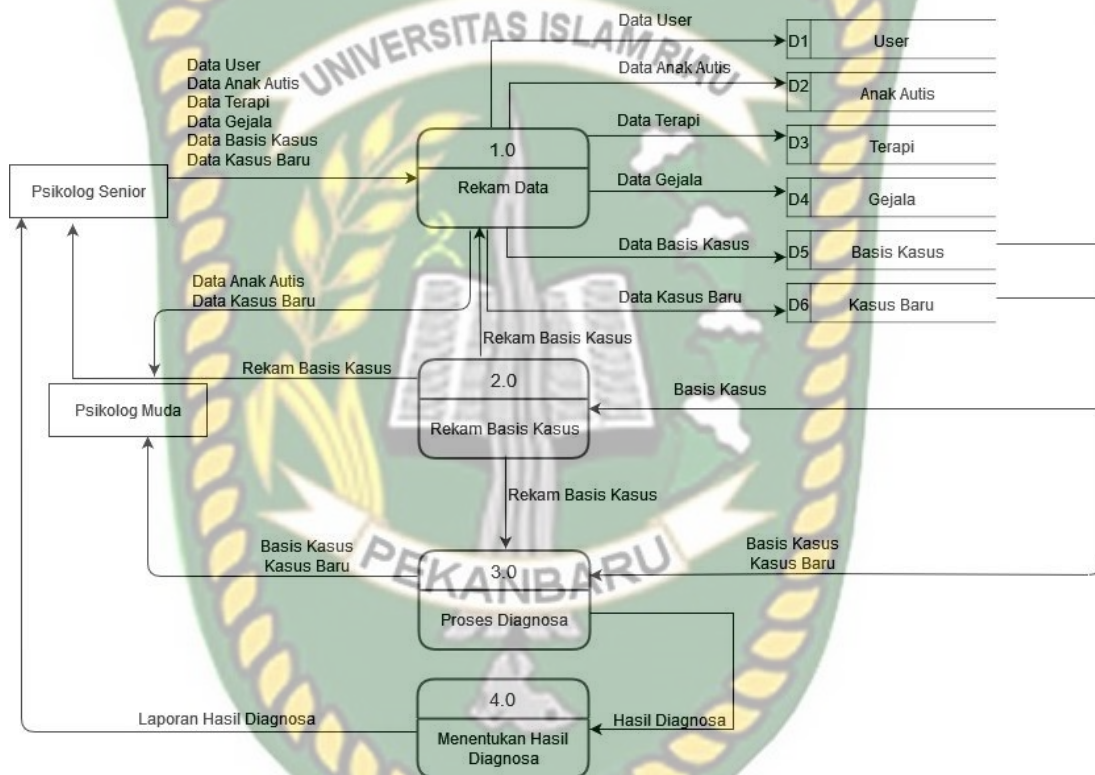 UNIVERSITAS ISLAM RIAU
Data User
D1
User
Data User
Data Anak Autis
Data Terapi
Data Gejala
Data Basis Kasus
Data Kasus Baru
Data Anak Autis
D2
Anak Autis
Data Terapi
D3
Terapi
1.0
Rekam Data
Psikolog Senior
Data Gejala
D4
Gejala
Data Basis Kasus
D5
Basis Kasus
Data Anak Autis
Data Kasus Baru
Data Kasus Baru
D6
Kasus Baru
Rekam Basis Kasus
Rekam Basis Kasus
2.0
Rekam Basis Kasus
Basis Kasus
Psikolog Muda
Rekam Basis Kasus
Basis Kasus
Kasus Baru
PEKANBARU
3.0
Proses Diagnosa
Basis Kasus
Kasus Baru
4.0
Menentukan Hasil
Diagnosa
Laporan Hasil Diagnosa
Hasil Diagnosa